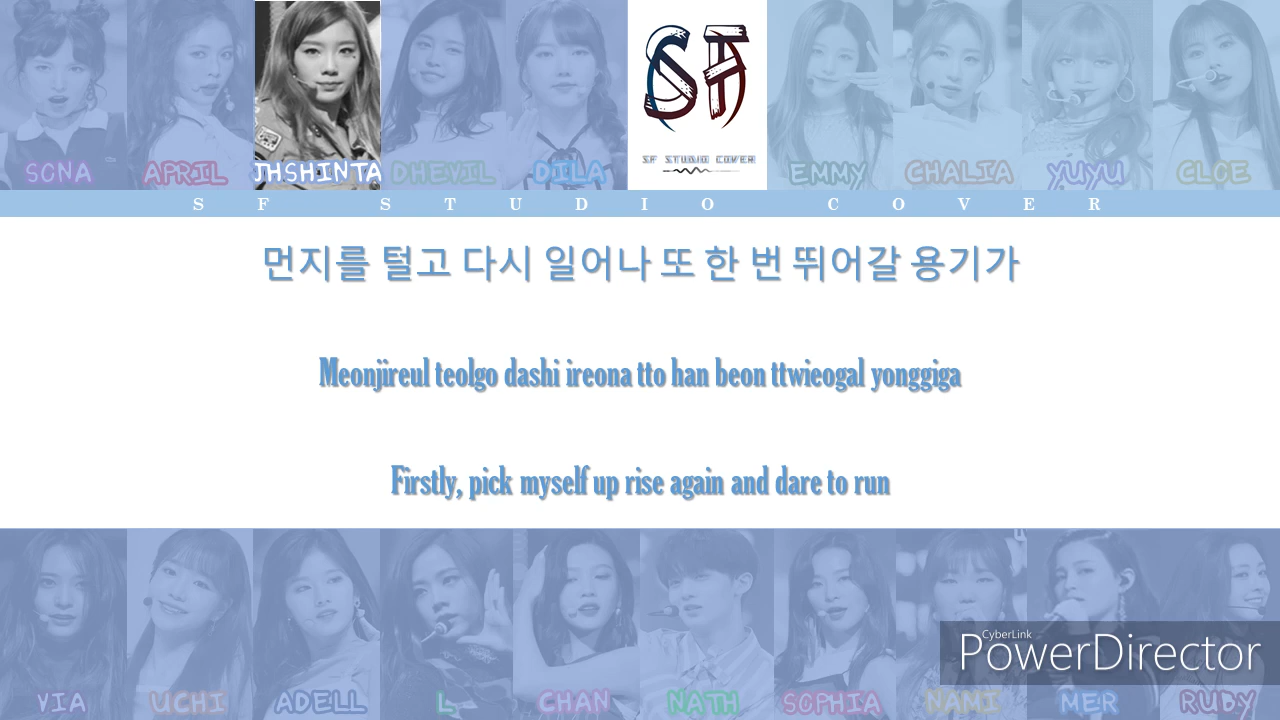 SF
SF STUDIO COVER
SONA APRIL JHSHINTA DHEVIL DILA EMMY CHALIA YUYU CLOE
SF STUDIO COVER
먼지를 털고 다시 일어나 또 한 번 뛰어갈 용기가
Meonjireul teolgo dashi ireona tto han beon ttwieogal yonggiga
Firstly, pick myself up rise again and dare to run
CyberLink
PowerDirector
VIA UCHI ADELL L CHAN NATH SOPHIA NAMI MER RUBY